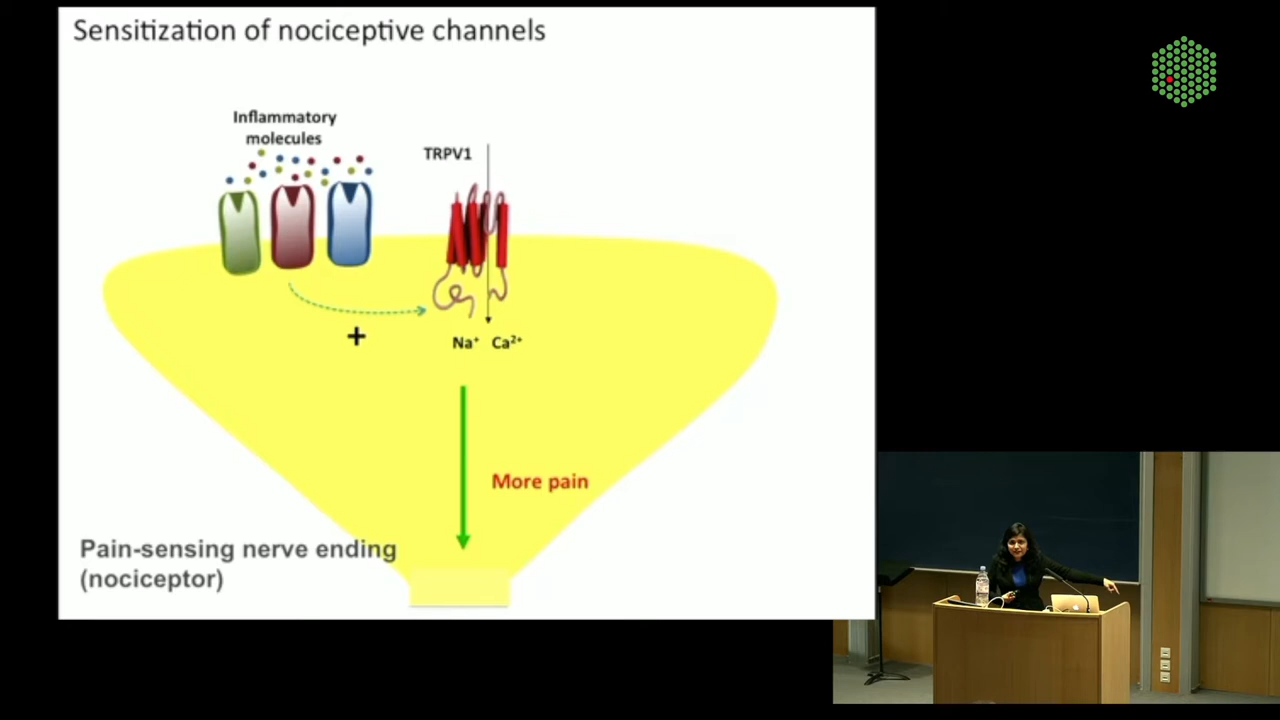 Sensitization of nociceptive channels
Inflammatory
molecules
TRPV1
+
Na⁺ Ca²⁺
More pain
Pain-sensing nerve ending
(nociceptor)